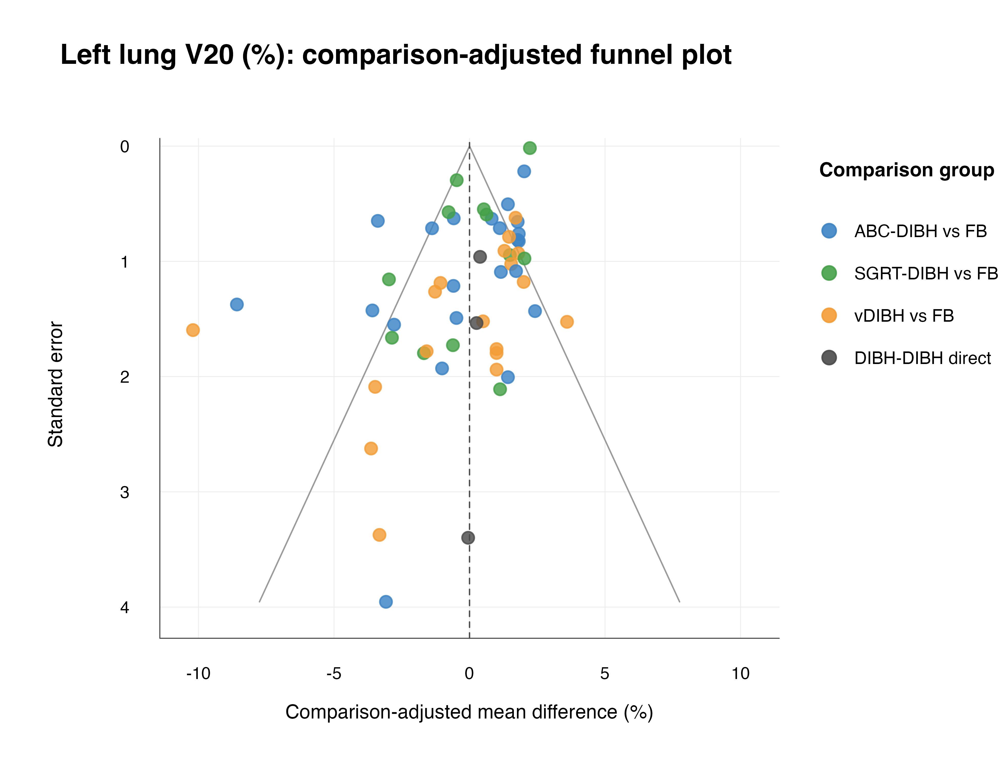 Left lung V20 (%): comparison-adjusted funnel plot
0
1
2
3
4
Standard error
-10
-5
0
5
10
Comparison-adjusted mean difference (%)
Comparison group
ABC-DIBH vs FB
SGRT-DIBH vs FB
vDIBH vs FB
DIBH-DIBH direct